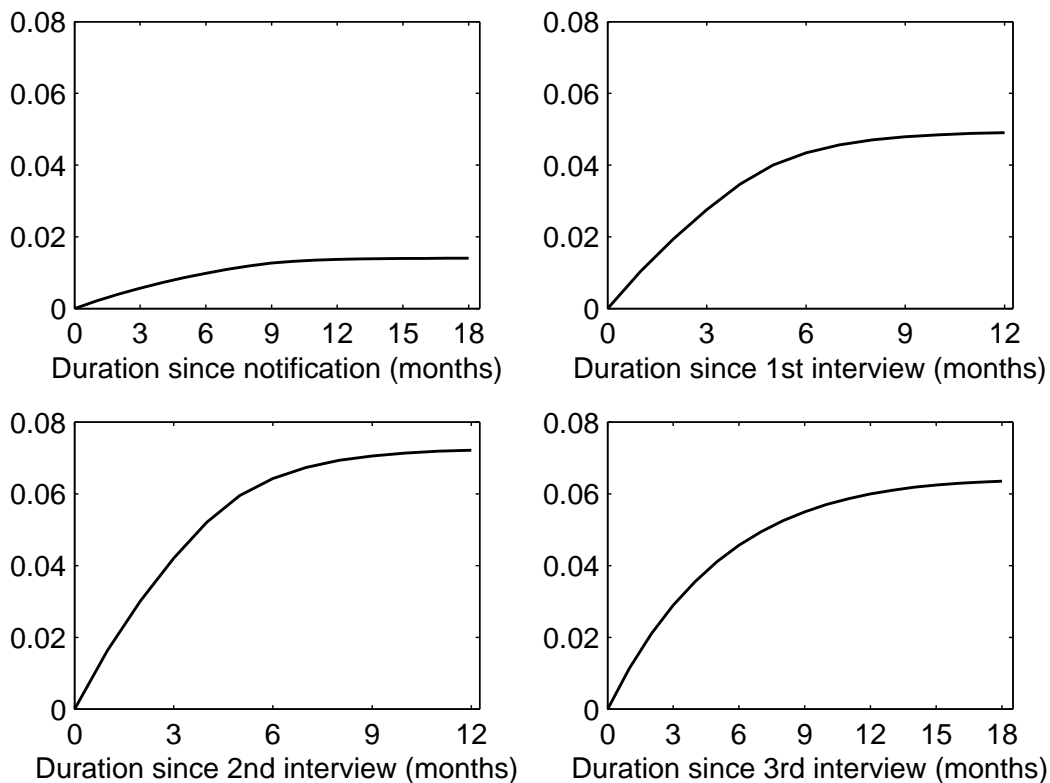 0.08
0.06
0.04
0.02
0
0 3 6 9 12 15 18
Duration since notification (months)
0.08
0.06
0.04
0.02
0
0 3 6 9 12
Duration since 1st interview (months)
0.08
0.06
0.04
0.02
0
0 3 6 9 12
Duration since 2nd interview (months)
0.08
0.06
0.04
0.02
0
0 3 6 9 12 15 18
Duration since 3rd interview (months)